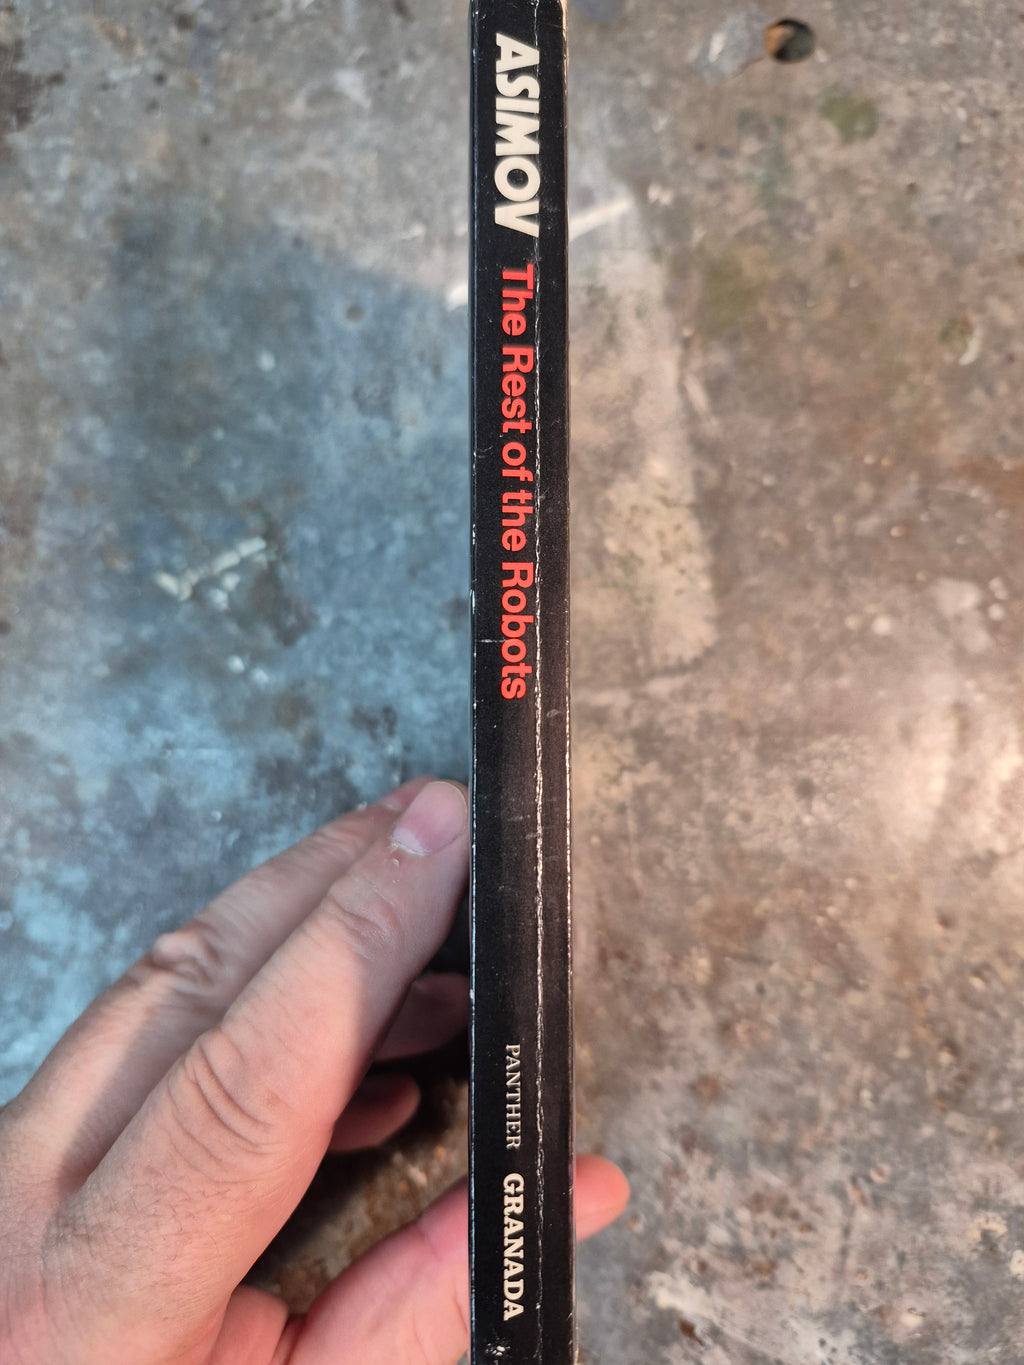 ASIMOV The Rest of the Robots PANTHER GRANADA